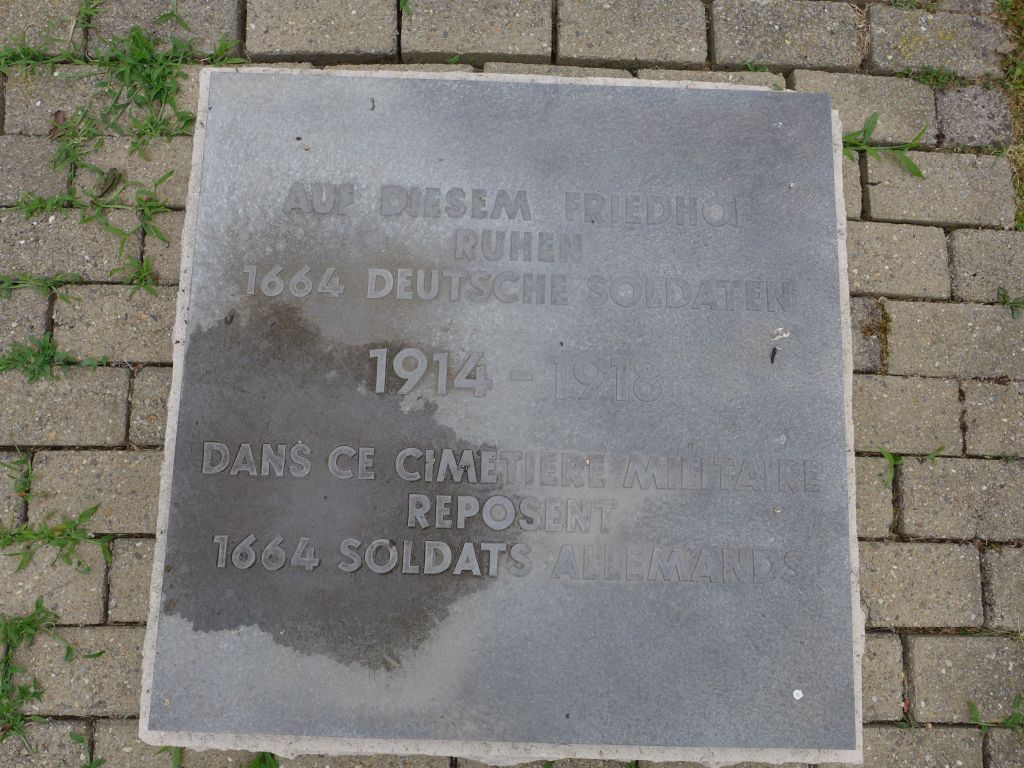 AUF DIESEM FRIEDHOF
RUHEN
1664 DEUTSCHE SOLDATEN
1914 - 1918
DANS CE CIMETIERE MILITAIRE
REPOSENT
1664 SOLDATS ALLEMANDS